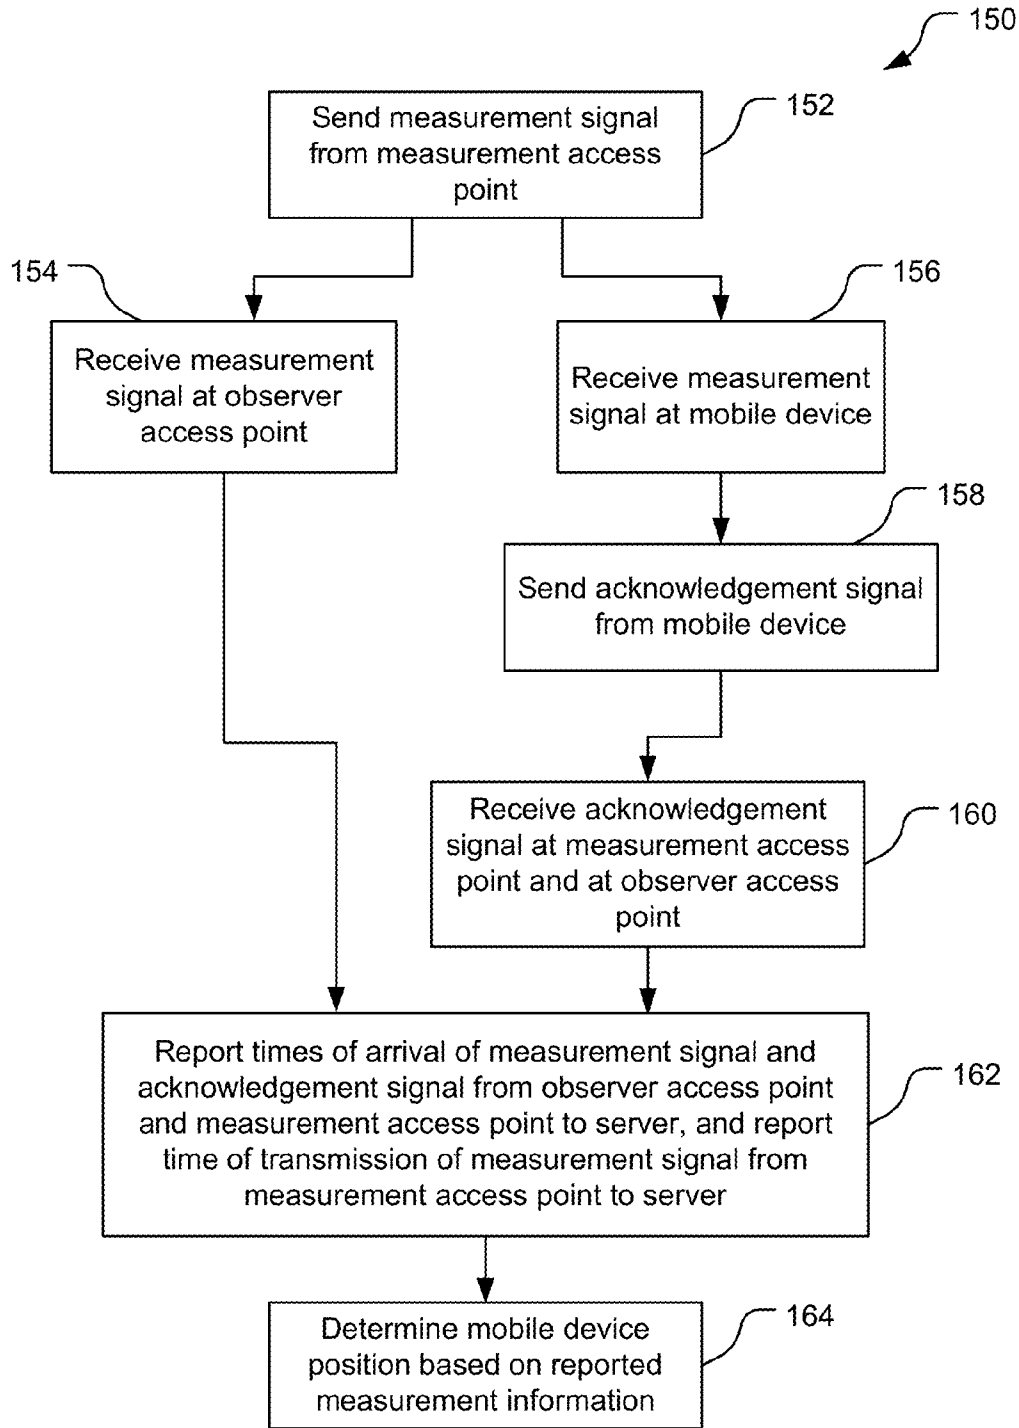 150
Send measurement signal
from measurement access
point
152
154
156
Receive measurement
signal at observer
access point
Receive measurement
signal at mobile device
158
Send acknowledgement signal
from mobile device
Receive acknowledgement
signal at measurement access
point and at observer access
point
160
Report times of arrival of measurement signal and
acknowledgement signal from observer access point
and measurement access point to server, and report
time of transmission of measurement signal from
measurement access point to server
162
Determine mobile device
position based on reported
measurement information
164